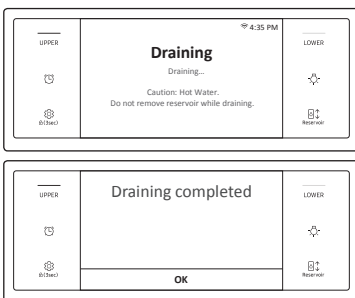 4:35 PM
UPPER
Draining
LOWER
Draining...
Caution: Hot Water.
Do not remove reservoir while draining.
(3sec)
Reservoir
UPPER
Draining completed
LOWER
(3sec)
Reservoir
OK